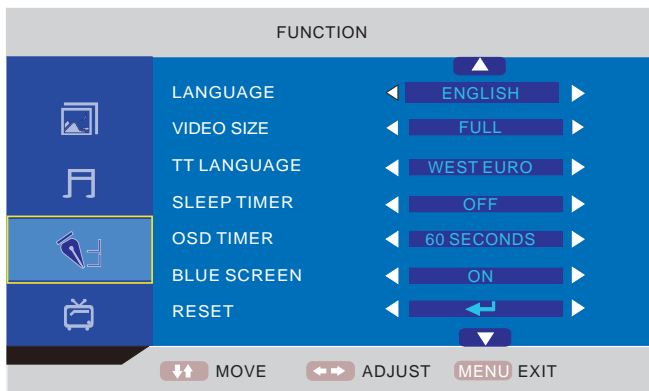 FUNCTION
LANGUAGE ENGLISH
VIDEO SIZE FULL
TT LANGUAGE WEST EURO
SLEEP TIMER OFF
OSD TIMER 60 SECONDS
BLUE SCREEN ON
RESET
MOVE ADJUST MENU EXIT